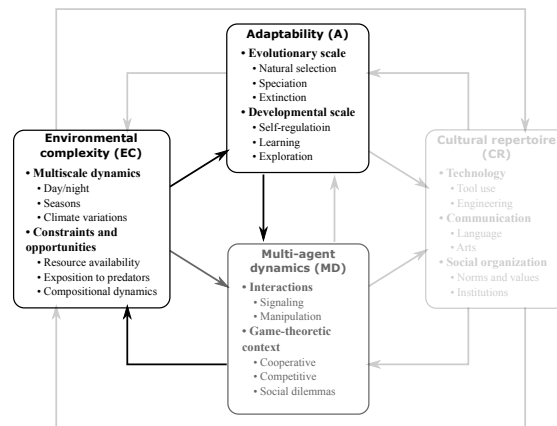 Adaptability (A)
• Evolutionary scale
• Natural selection
• Speciation
• Extinction
• Developmental scale
• Self-regulatioin
• Learning
• Exploration
Environmental
complexity (EC)
• Multiscale dynamics
• Day/night
• Seasons
• Climate variations
• Constraints and
opportunities
• Resource availability
• Exposition to predators
• Compositional dynamics
Multi-agent
dynamics (MD)
• Interactions
• Signaling
• Manipulation
• Game-theoretic
context
• Cooperative
• Competitive
• Social dilemmas
Cultural repertoire
(CR)
• Technology
• Tool use
• Engineering
• Communication
• Language
• Arts
• Social organization
• Norms and values
• Institutions